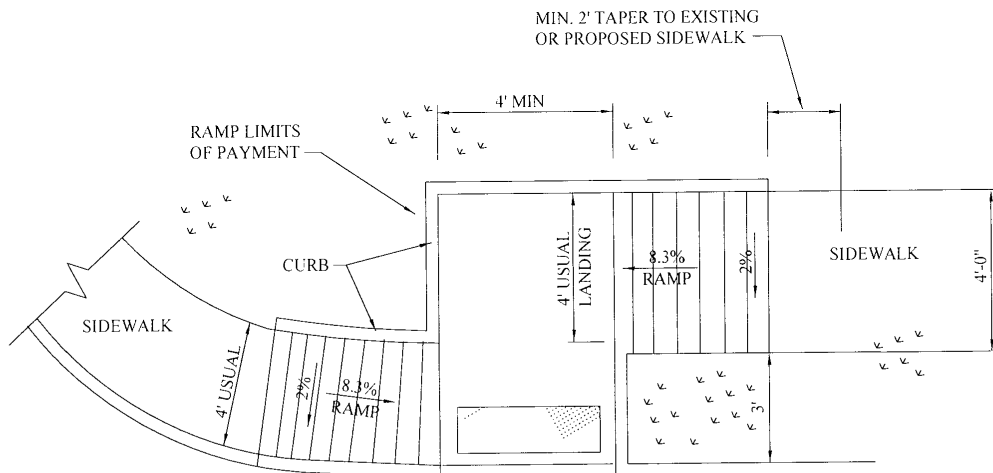 MIN. 2' TAPER TO EXISTING
OR PROPOSED SIDEWALK
4' MIN
RAMP LIMITS
OF PAYMENT
CURB
4' USUAL
LANDING
8.3%
RAMP
2%
SIDEWALK
4'-0"
SIDEWALK
4' USUAL
2%
8.3%
RAMP
3'